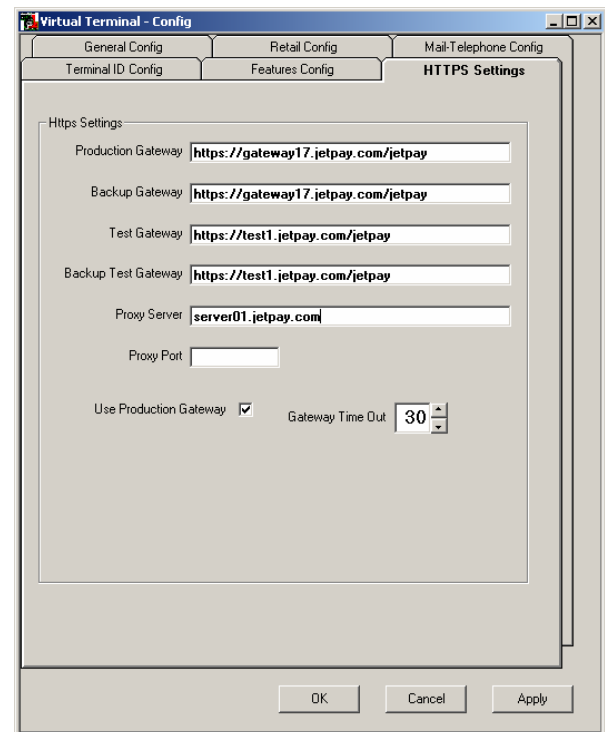 Virtual Terminal - Config
General Config
Retail Config
Mail-Telephone Config
Terminal ID Config
Features Config
HTTPS Settings
Https Settings
Production Gateway https://gateway17.jetpay.com/jetpay
Backup Gateway https://gateway17.jetpay.com/jetpay
Test Gateway https://test1.jetpay.com/jetpay
Backup Test Gateway https://test1.jetpay.com/jetpay
Proxy Server server01.jetpay.com
Proxy Port
Use Production Gateway
Gateway Time Out 30
OK
Cancel
Apply